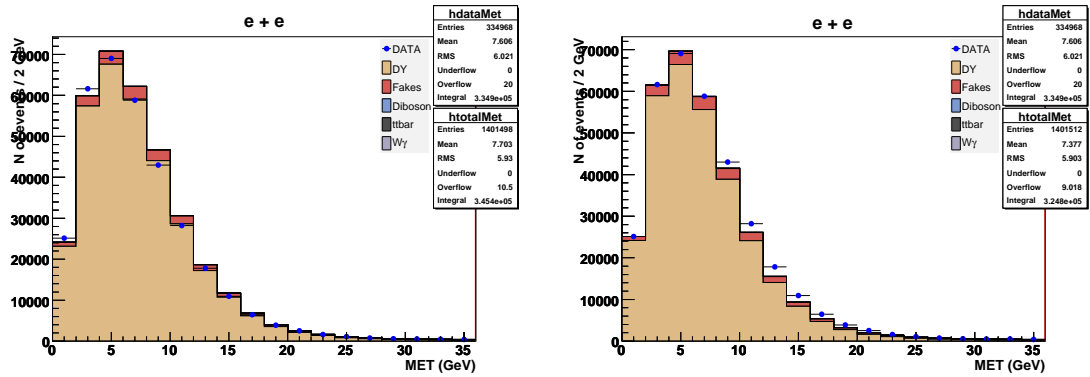 e + e
hdataMet
Entries 334968
Mean 7.606
RMS 6.021
Underflow 0
Overflow 20
Integral 3.349e+05
htotalMet
Entries 1401498
Mean 7.703
RMS 5.93
Underflow 0
Overflow 10.5
Integral 3.454e+05
DATA
DY
Fakes
Diboson
ttbar
Wγ
N of events / 2 GeV
70000
60000
50000
40000
30000
20000
10000
0
0 5 10 15 20 25 30 35
MET (GeV)
e + e
hdataMet
Entries 334968
Mean 7.606
RMS 6.021
Underflow 0
Overflow 20
Integral 3.349e+05
htotalMet
Entries 1401512
Mean 7.377
RMS 5.903
Underflow 0
Overflow 9.018
Integral 3.248e+05
DATA
DY
Fakes
Diboson
ttbar
Wγ
N of events / 2 GeV
70000
60000
50000
40000
30000
20000
10000
0
0 5 10 15 20 25 30 35
MET (GeV)